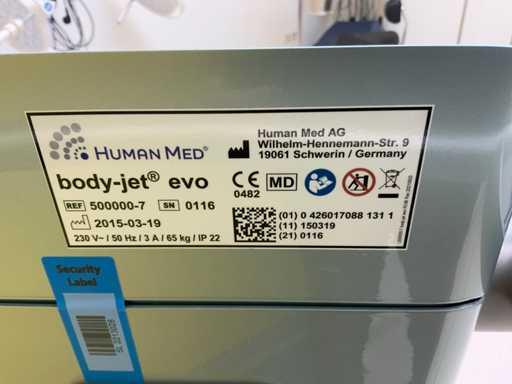 HUMAN MED®
Human Med AG
Wilhelm-Hennemann-Str. 9
19061 Schwerin / Germany
body-jet® evo
CE
0482
MD
REF 500000-7 SN 0116
2015-03-19
230 V~ / 50 Hz / 3 A / 65 kg / IP 22
(01) 0 426017088 131 1
(11) 150319
(21) 0116
Security
Label